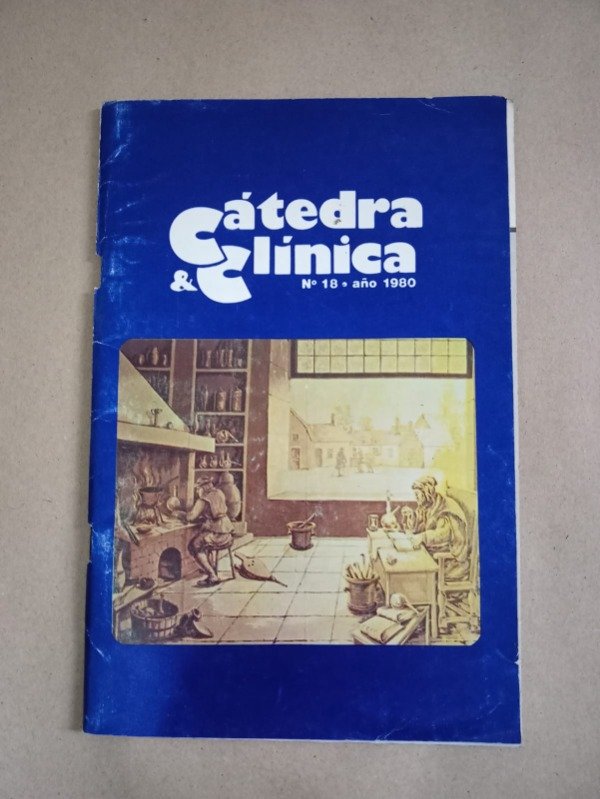 Cátedra
& Clínica
Nº 18 • año 1980